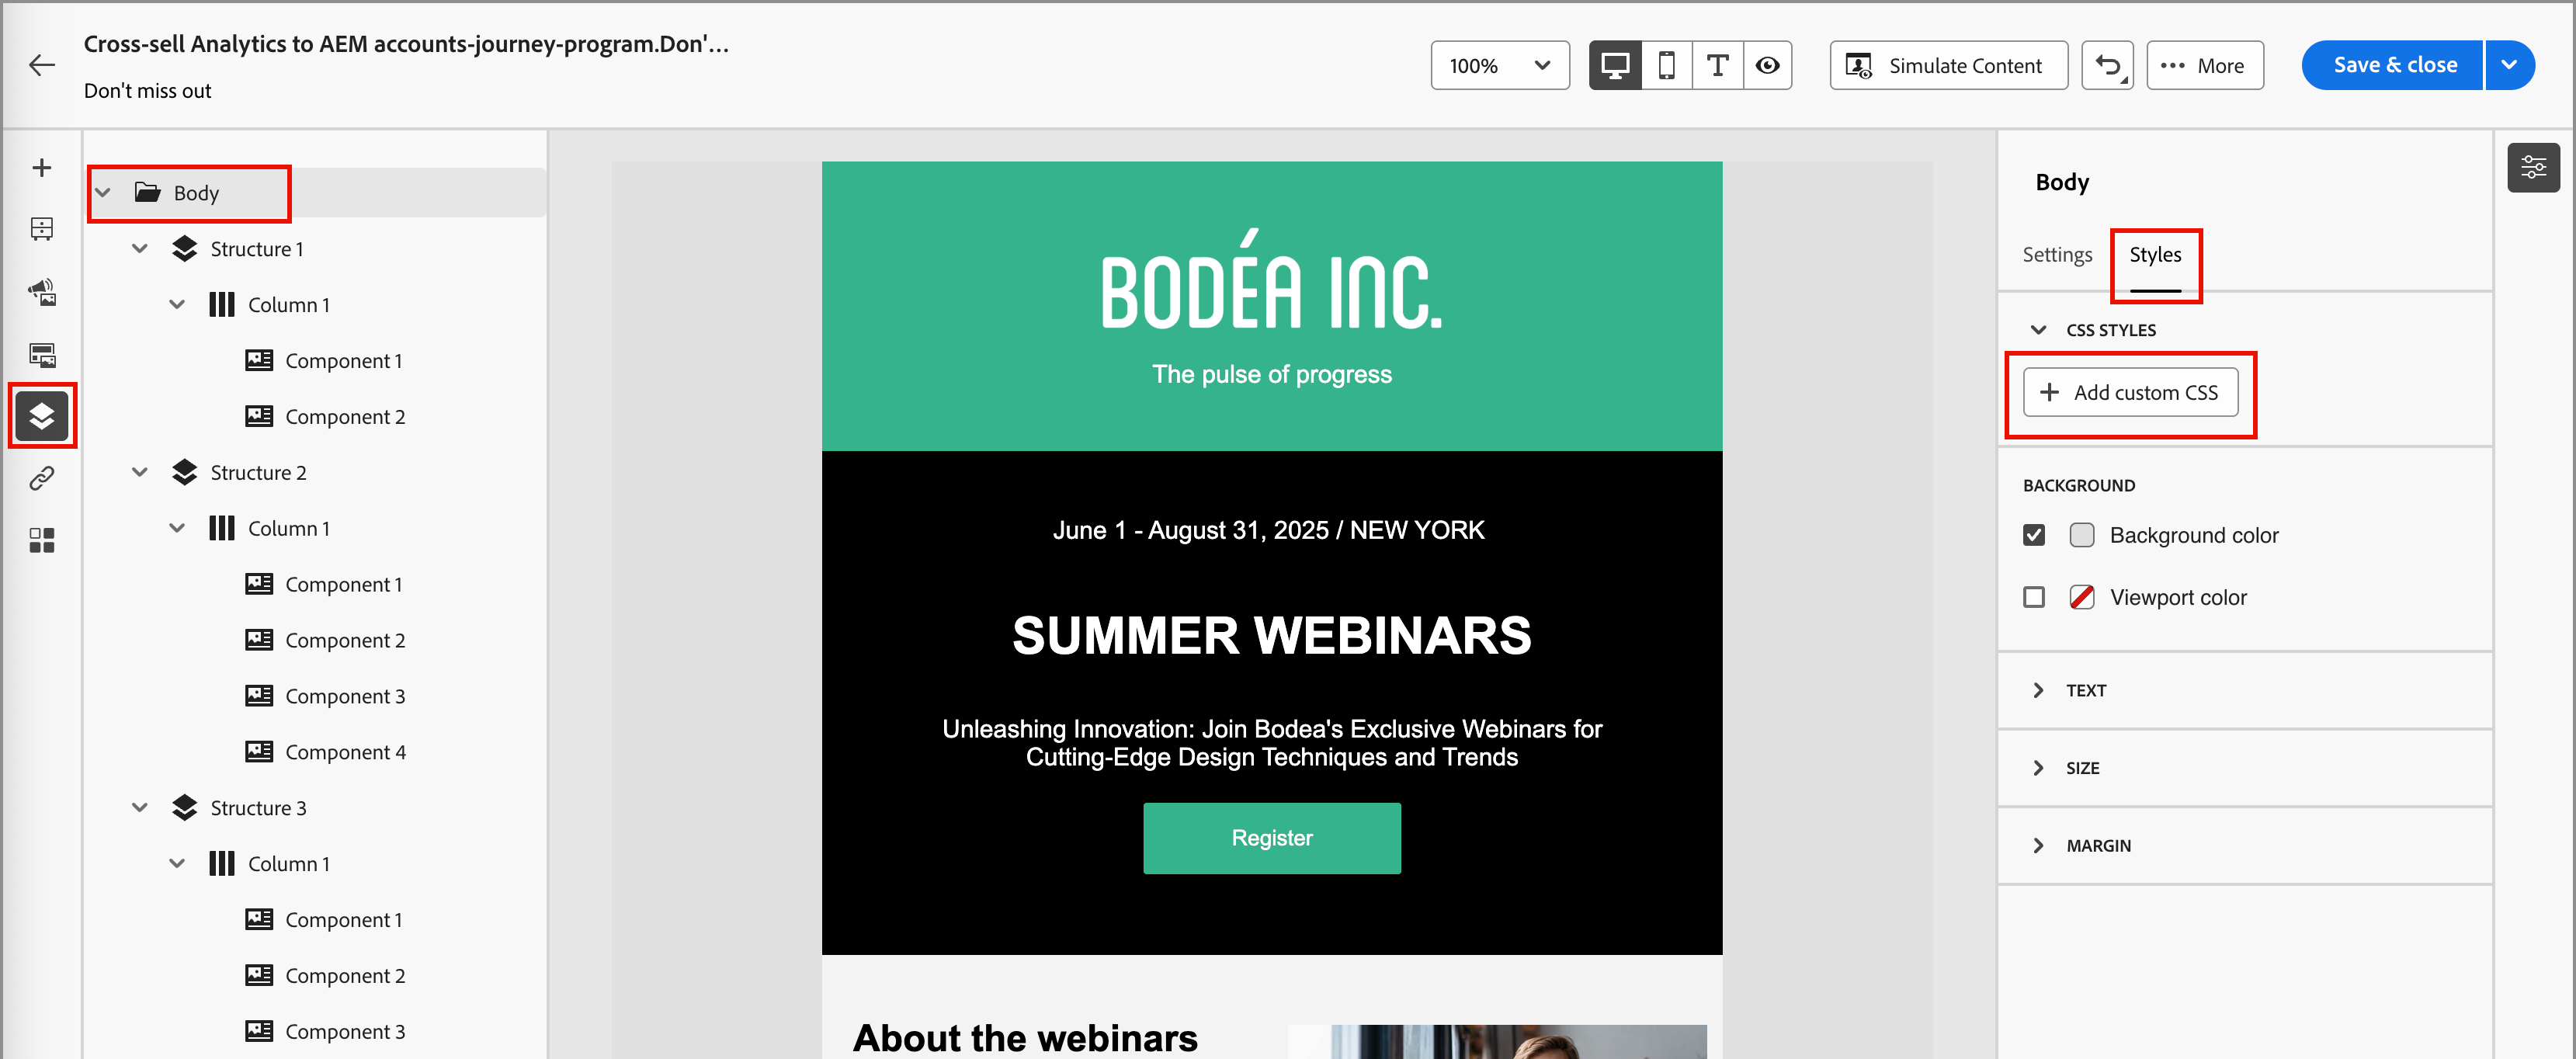 Cross-sell Analytics to AEM accounts-journey-program.Don'...
Don't miss out
100%
Simulate Content
More
Save & close
Body
Structure 1
Column 1
Component 1
Component 2
Structure 2
Column 1
Component 1
Component 2
Component 3
Component 4
Structure 3
Column 1
Component 1
Component 2
Component 3
BODÉA INC.
The pulse of progress
June 1 - August 31, 2025 / NEW YORK
SUMMER WEBINARS
Unleashing Innovation: Join Bodea's Exclusive Webinars for
Cutting-Edge Design Techniques and Trends
Register
About the webinars
Body
Settings
Styles
CSS STYLES
Add custom CSS
BACKGROUND
Background color
Viewport color
TEXT
SIZE
MARGIN